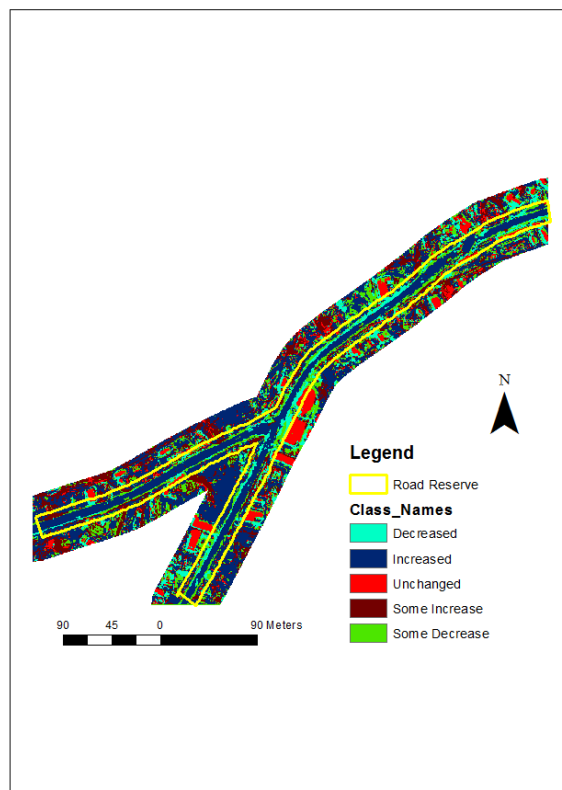 N
Legend
Road Reserve
Class_Names
Decreased
Increased
Unchanged
Some Increase
Some Decrease
90 45 0 90 Meters